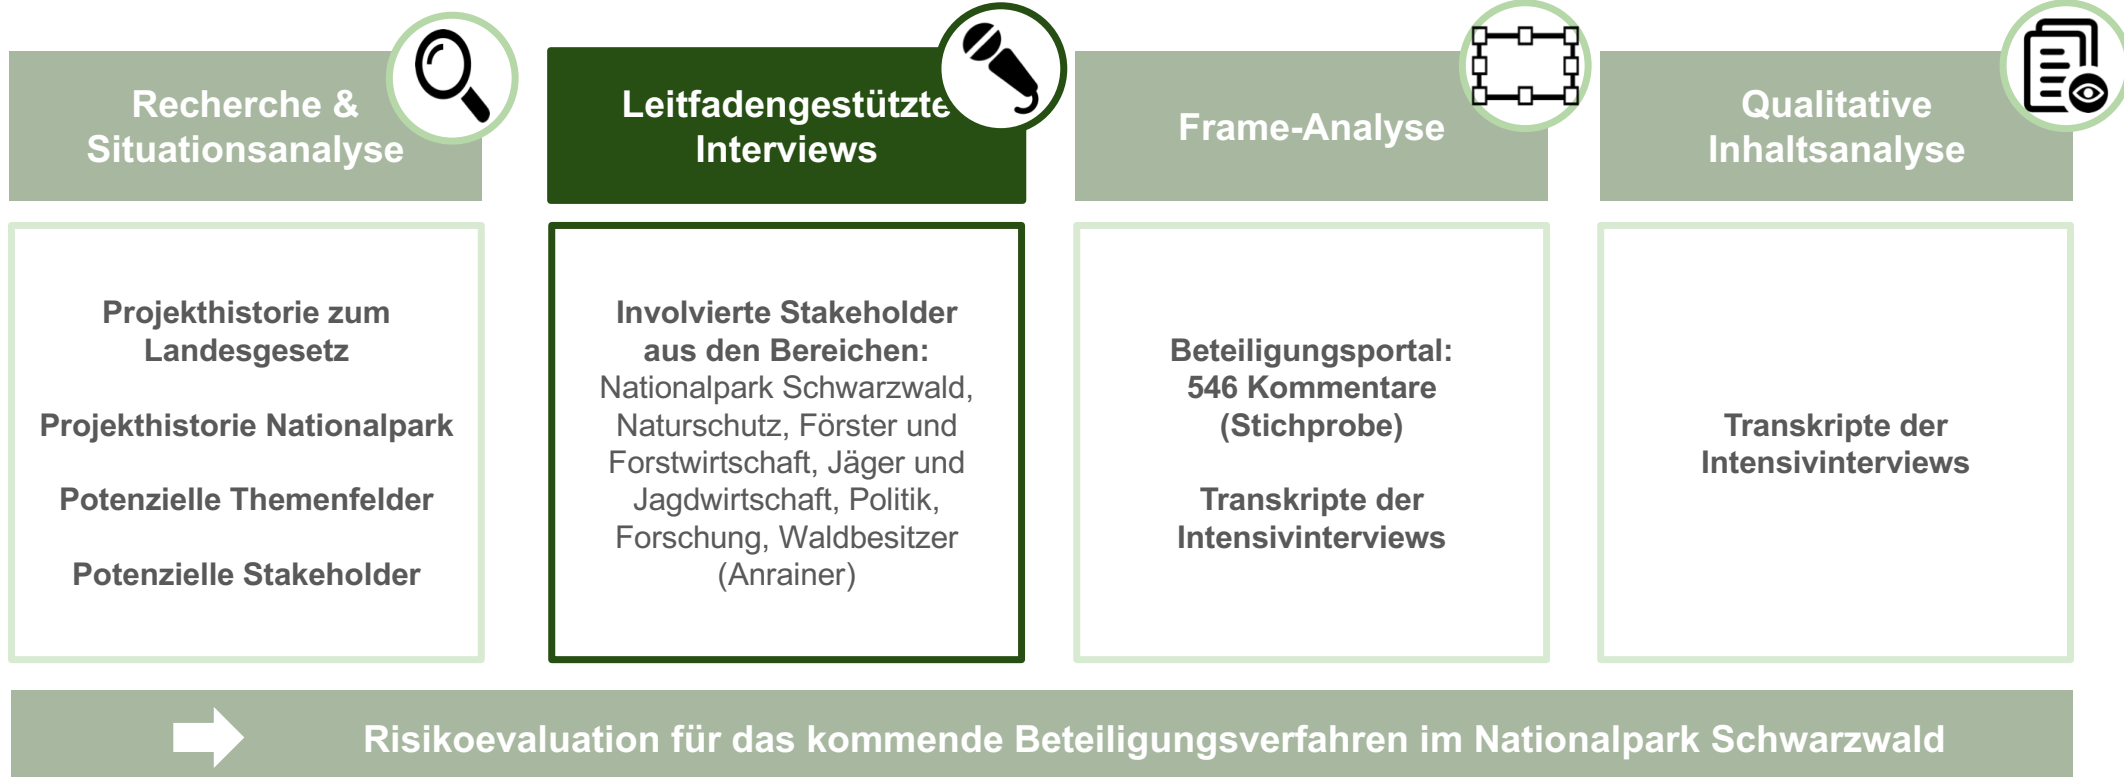 Recherche &
Situationsanalyse
Projekthistorie zum
Landesgesetz
Projekthistorie Nationalpark
Potenzielle Themenfelder
Potenzielle Stakeholder
Leitfadengestützte
Interviews
Involvierte Stakeholder
aus den Bereichen:
Nationalpark Schwarzwald,
Naturschutz, Förster und
Forstwirtschaft, Jäger und
Jagdwirtschaft, Politik,
Forschung, Waldbesitzer
(Anrainer)
Frame-Analyse
Beteiligungsportal:
546 Kommentare
(Stichprobe)
Transkripte der
Intensivinterviews
Qualitative
Inhaltsanalyse
Transkripte der
Intensivinterviews
Risikoevaluation für das kommende Beteiligungsverfahren im Nationalpark Schwarzwald